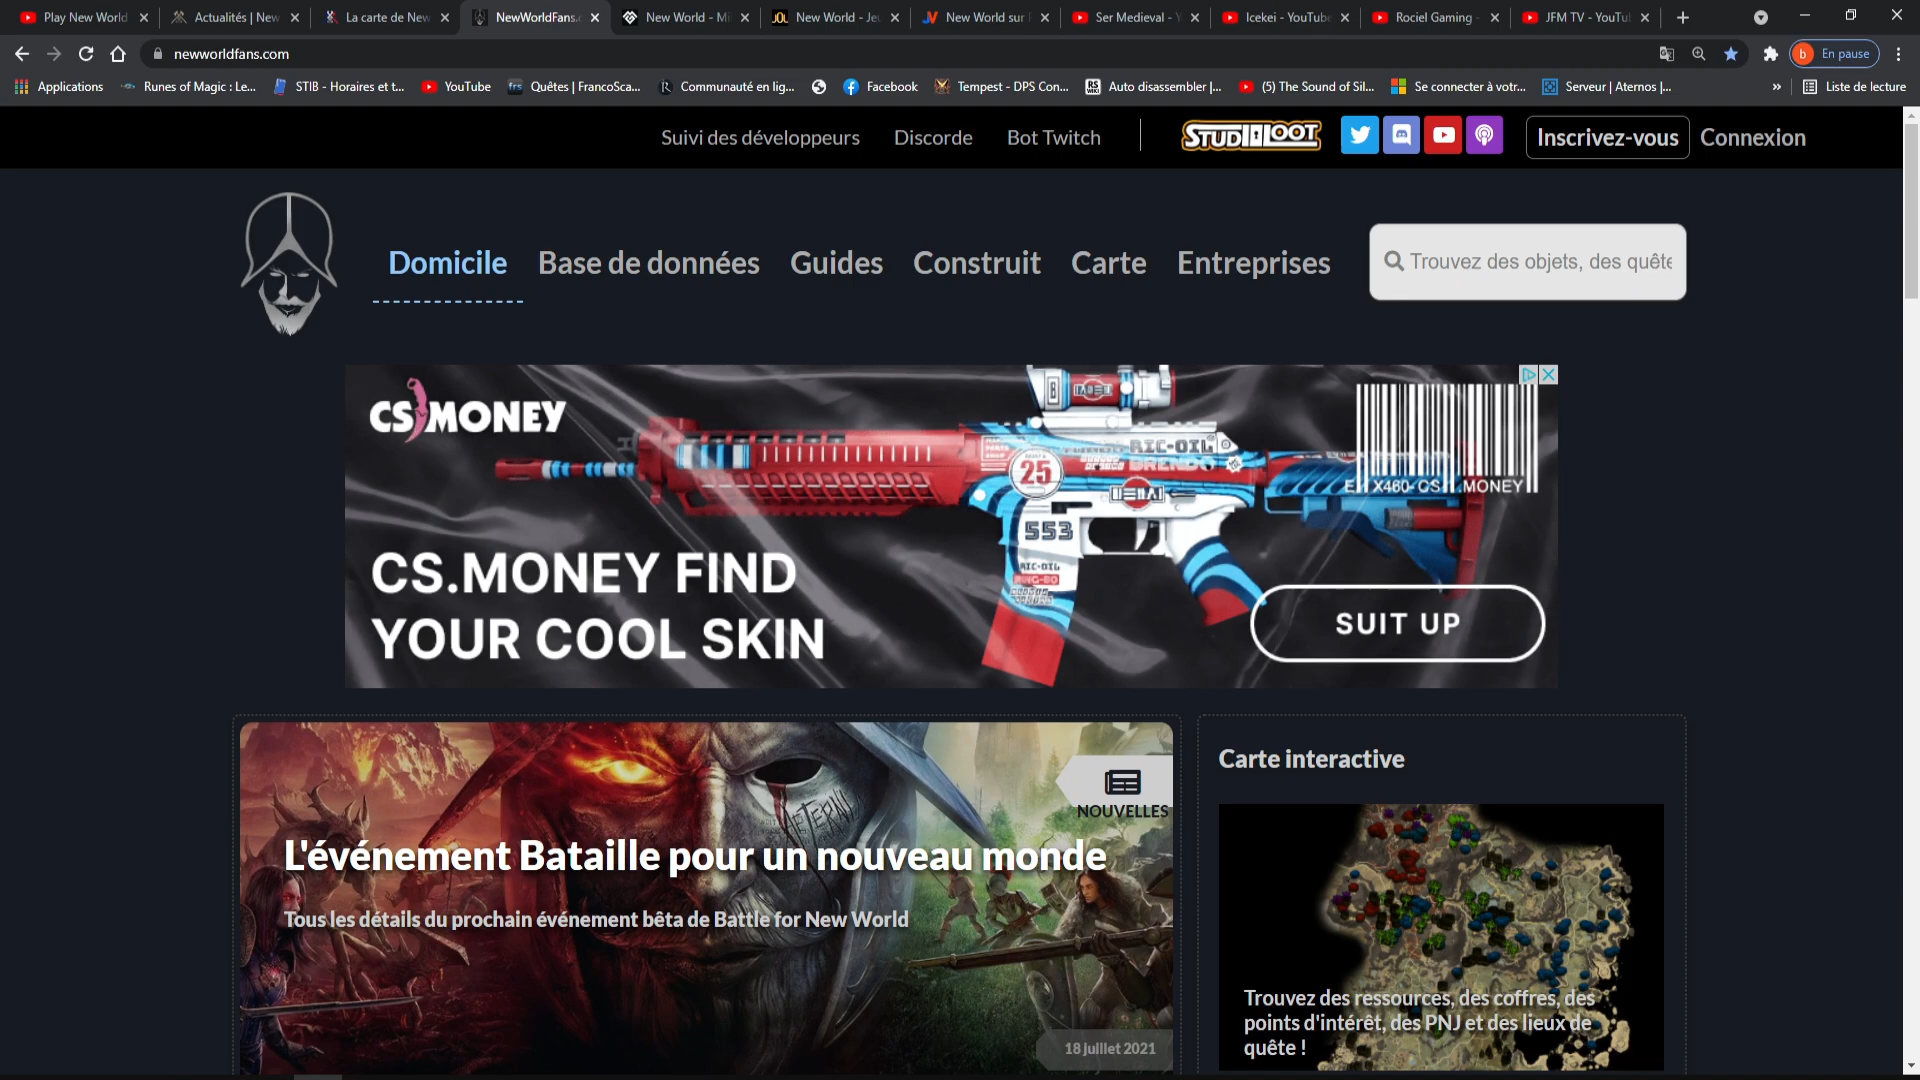 Play New World
Actualités | New
La carte de New
NewWorldFans.c
New World - Mi
New World - Jeu
New World sur
Ser Medieval - Y
Icekei - YouTube
Rociel Gaming -
JFM TV - YouTu
newworldfans.com
b En pause
Applications
Runes of Magic : Le...
STIB - Horaires et t...
YouTube
Quêtes | FrancoSca...
Communauté en lig...
Facebook
Tempest - DPS Con...
Auto disassembler |...
(5) The Sound of Sil...
Se connecter à votr...
Serveur | Aternos |...
»
Liste de lecture
Suivi des développeurs
Discorde
Bot Twitch
STUDILOOT
Inscrivez-vous
Connexion
Domicile
Base de données
Guides
Construit
Carte
Entreprises
Trouvez des objets, des quête
CS MONEY
RIC-OIL
25
553
RIC-OIL
CS.MONEY FIND
YOUR COOL SKIN
SUIT UP
NOUVELLES
L'événement Bataille pour un nouveau monde
Tous les détails du prochain événement bêta de Battle for New World
18 juillet 2021
Carte interactive
Trouvez des ressources, des coffres, des
points d'intérêt, des PNJ et des lieux de
quête !